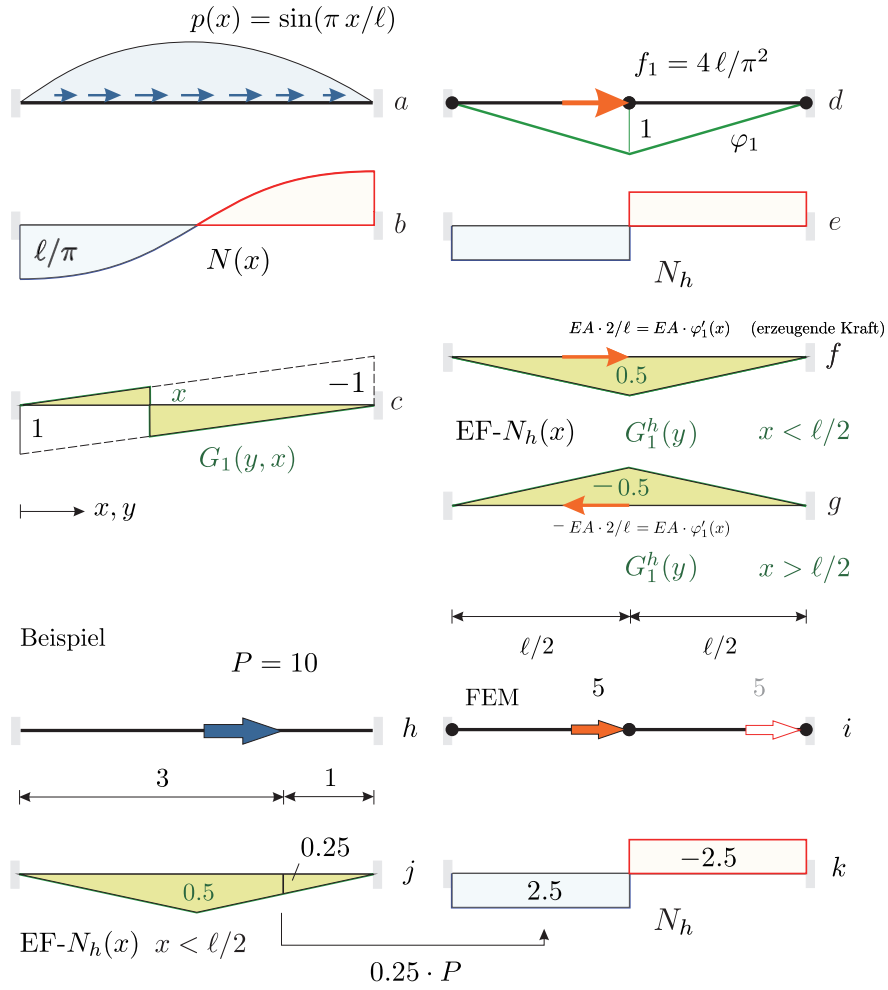 p(x) = sin(π x/ℓ)
a
f₁ = 4 ℓ/π²
1
φ₁
d
ℓ/π
N(x)
b
N_h
e
1
x
−1
G₁(y, x)
c
x, y
EA · 2/ℓ = EA · φ₁′(x) (erzeugende Kraft)
0.5
f
EF-N_h(x) G₁ʰ(y) x < ℓ/2
−0.5
g
− EA · 2/ℓ = EA · φ₁′(x)
G₁ʰ(y) x > ℓ/2
ℓ/2 ℓ/2
Beispiel
P = 10
h
3 1
FEM
5 5
i
0.25
0.5
j
EF-N_h(x) x < ℓ/2
0.25 · P
−2.5
2.5
k
N_h